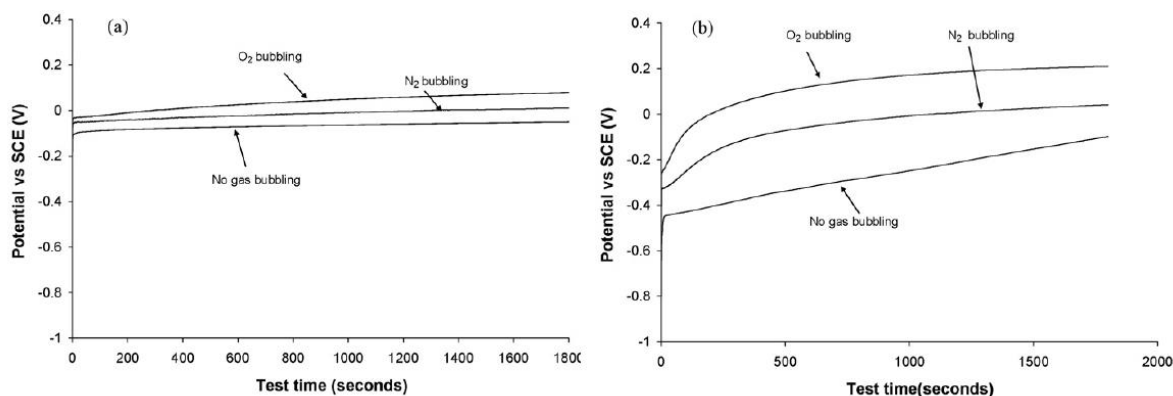 (a)
O₂ bubbling
N₂ bubbling
No gas bubbling
Potential vs SCE (V)
0.4
0.2
0
-0.2
-0.4
-0.6
-0.8
-1
0 200 400 600 800 1000 1200 1400 1600 1800
Test time (seconds)
(b)
O₂ bubbling
N₂ bubbling
No gas bubbling
Potential vs SCE (V)
0.4
0.2
0
-0.2
-0.4
-0.6
-0.8
-1
0 500 1000 1500 2000
Test time(seconds)